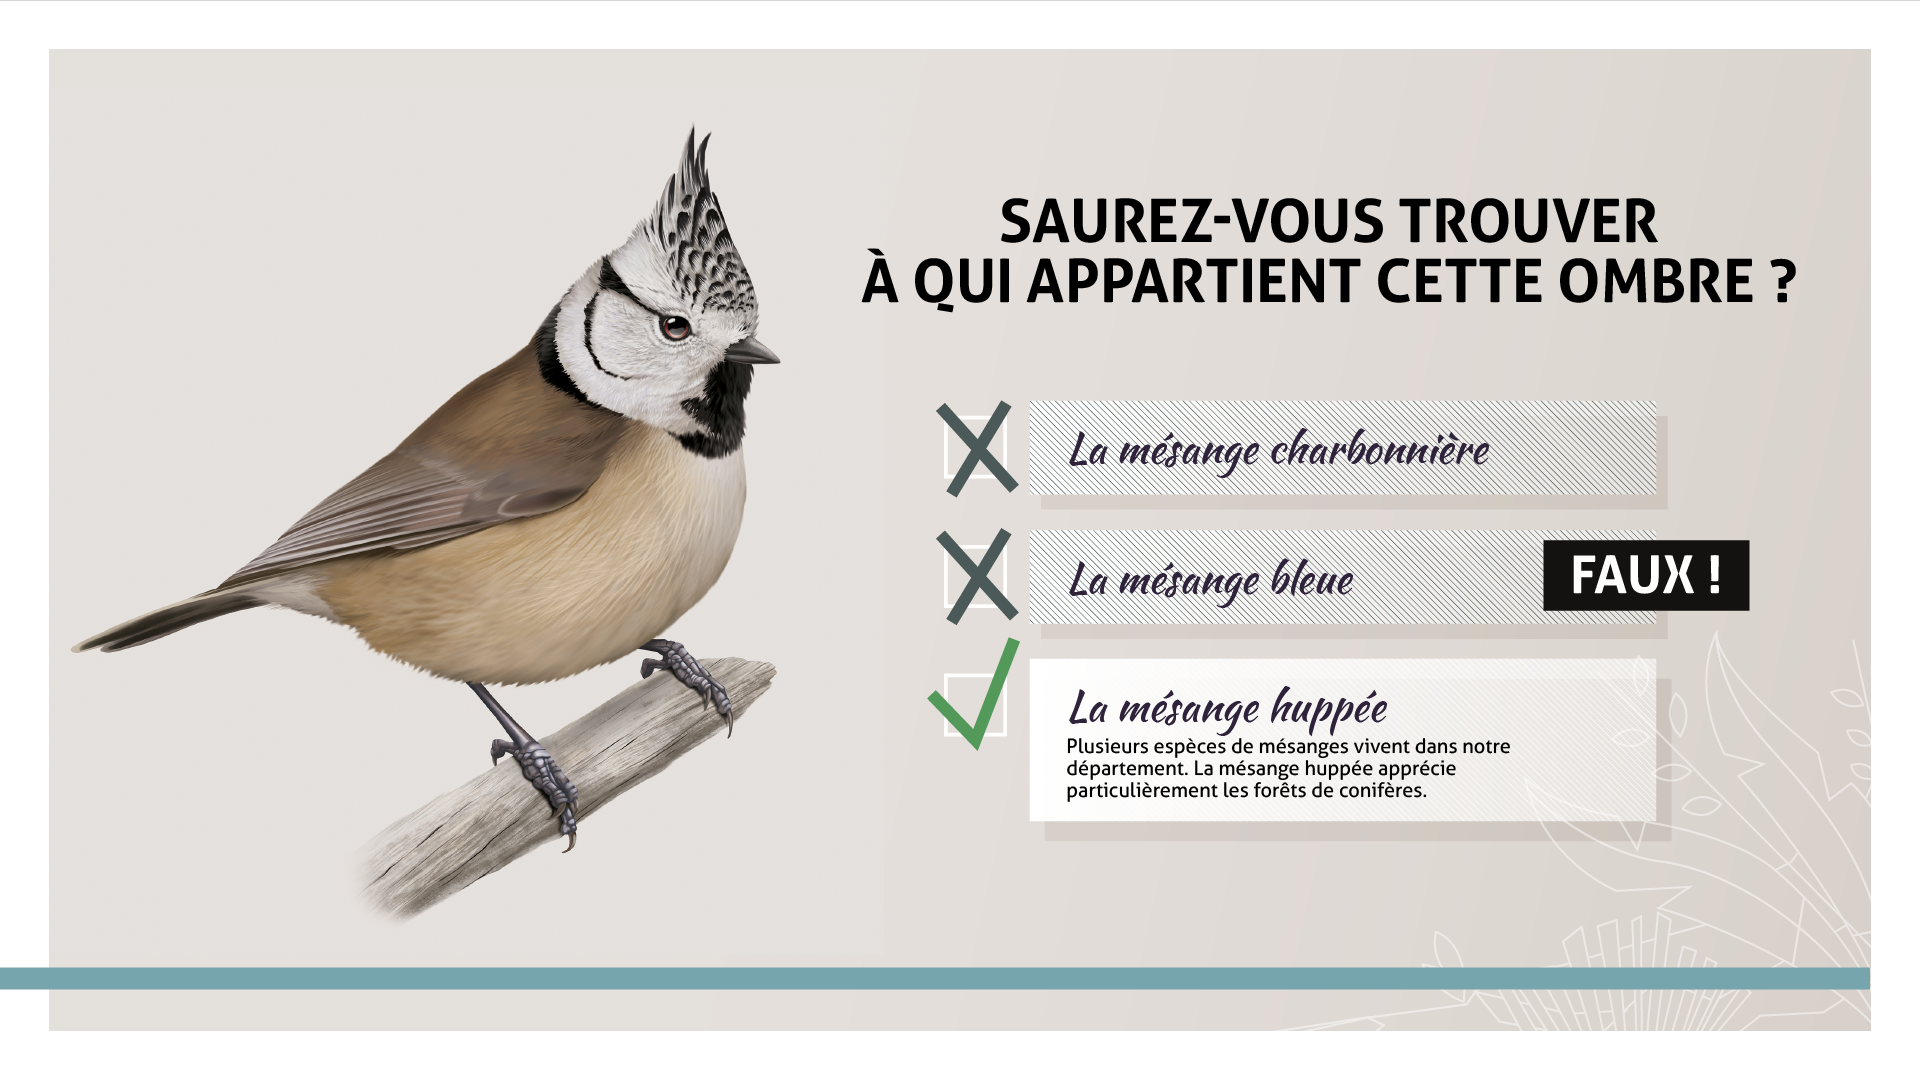 SAUREZ-VOUS TROUVER
À QUI APPARTIENT CETTE OMBRE ?
La mésange charbonnière
La mésange bleue
FAUX !
La mésange huppée
Plusieurs espèces de mésanges vivent dans notre
département. La mésange huppée apprécie
particulièrement les forêts de conifères.